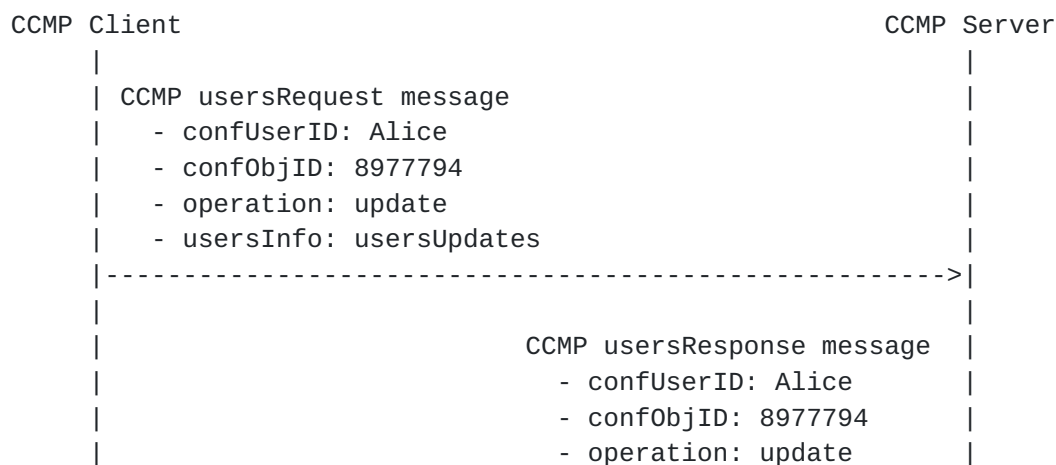 CCMP Client                                              CCMP Server
     |                                                        |
     | CCMP usersRequest message                              |
     |   - confUserID: Alice                                  |
     |   - confObjID: 8977794                                 |
     |   - operation: update                                  |
     |   - usersInfo: usersUpdates                            |
     |------------------------------------------------------>|
     |                                                        |
     |                           CCMP usersResponse message  |
     |                             - confUserID: Alice       |
     |                             - confObjID: 8977794      |
     |                             - operation: update       |